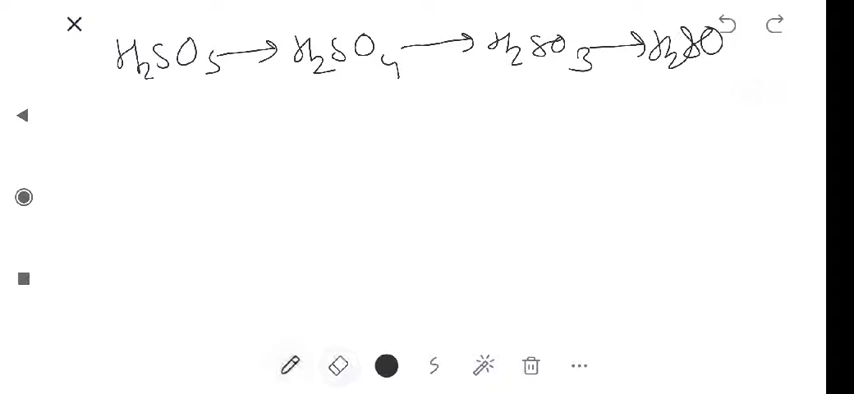 H₂SO₅ → H₂SO₄ → H₂SO₃ → H₂SO